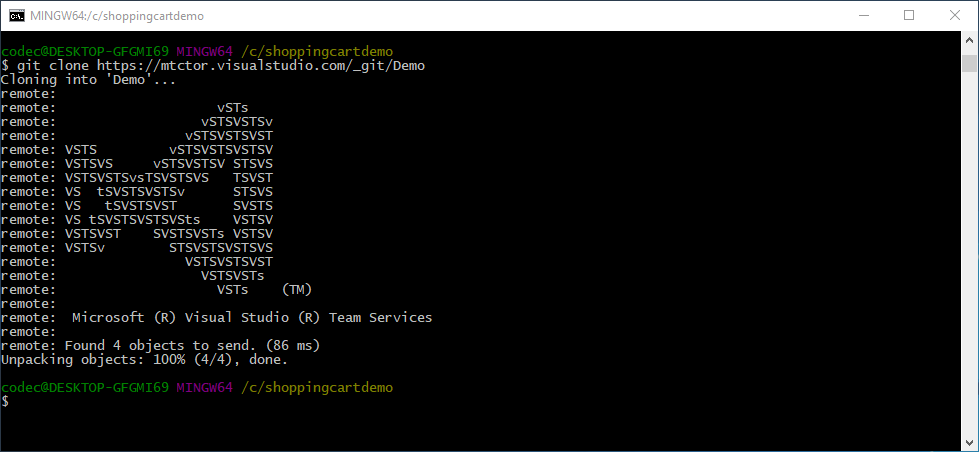 MINGW64:/c/shoppingcartdemo
codec@DESKTOP-GFGMI69 MINGW64 /c/shoppingcartdemo
$ git clone https://mtctor.visualstudio.com/_git/Demo
Cloning into 'Demo'...
remote:
remote:                    vSTs
remote:                  vSTSVSTSv
remote:                vSTSVSTSVST
remote: VSTS         vSTSVSTSVSTSV
remote: VSTSVS     vSTSVSTSV STSVS
remote: VSTSVSTSvsTSVSTSVS   TSVST
remote: VS  tSVSTSVSTSv      STSVS
remote: VS   tSVSTSVST       SVSTS
remote: VS tSVSTSVSTSVSts    VSTSV
remote: VSTSVST    SVSTSVSTs VSTSV
remote: VSTSv        STSVSTSVSTSVS
remote:                VSTSVSTSVST
remote:                  VSTSVSTs
remote:                    VSTs    (TM)
remote:
remote:  Microsoft (R) Visual Studio (R) Team Services
remote:
remote: Found 4 objects to send. (86 ms)
Unpacking objects: 100% (4/4), done.
codec@DESKTOP-GFGMI69 MINGW64 /c/shoppingcartdemo
$